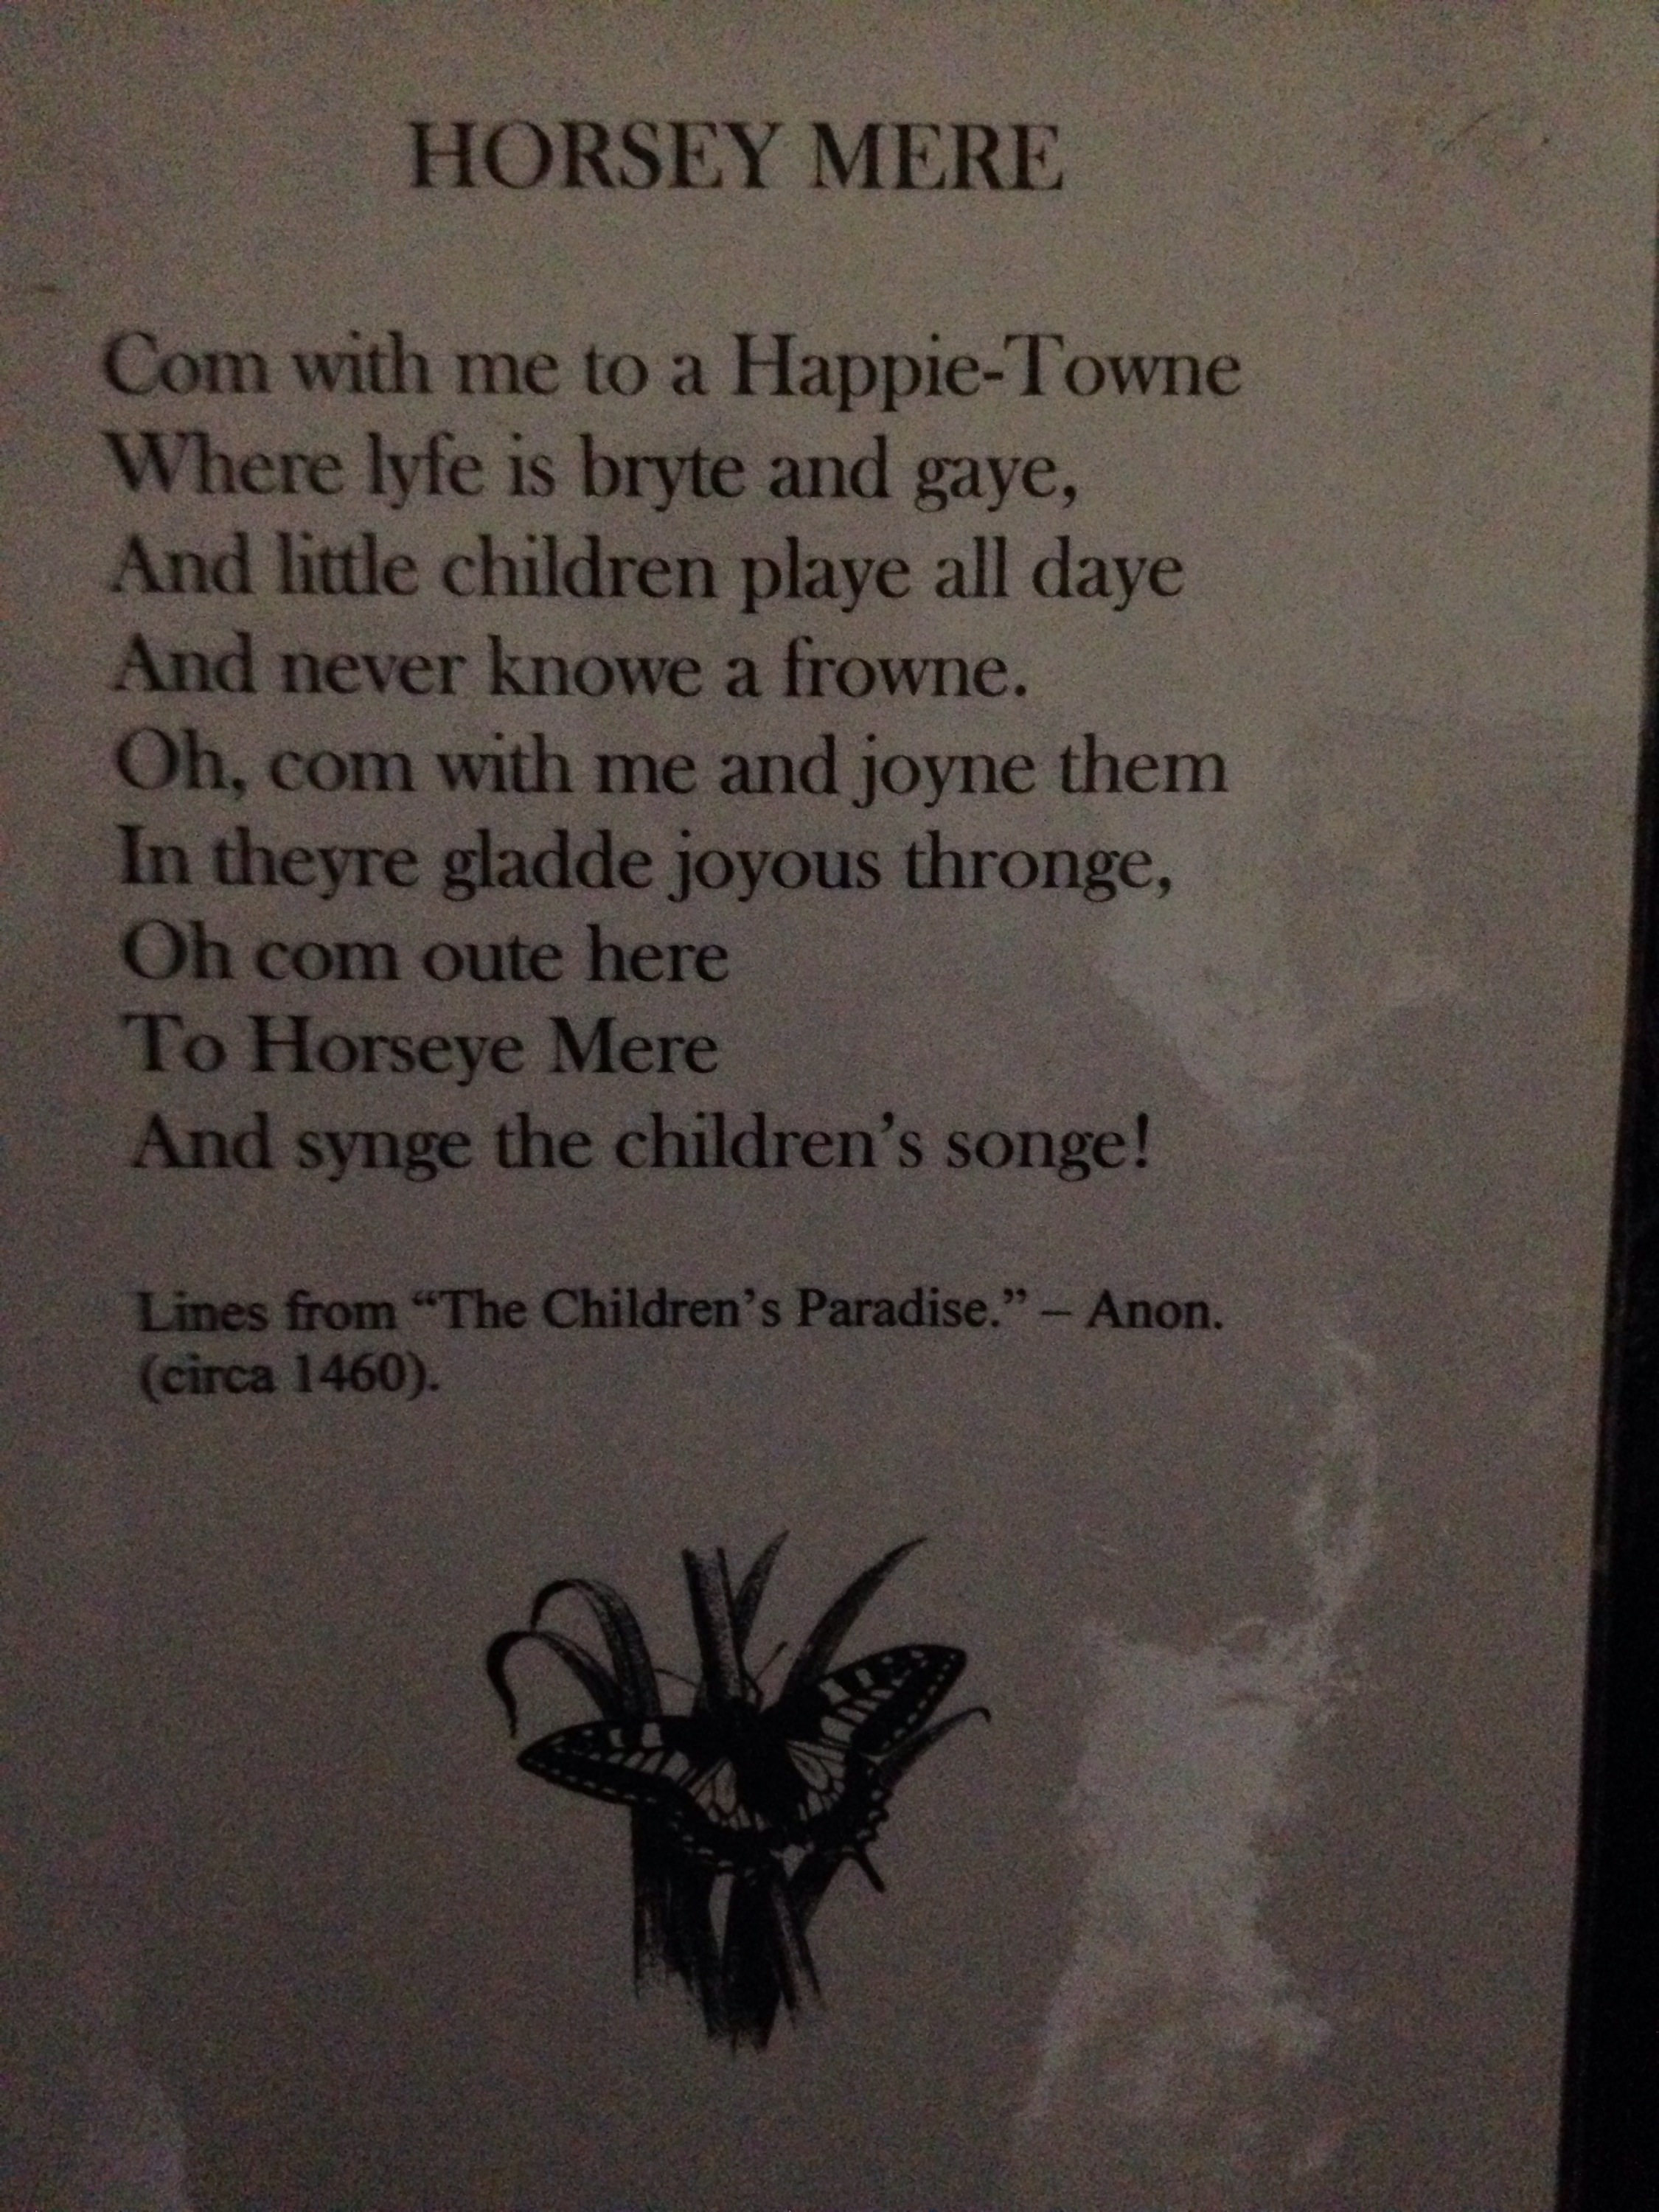 HORSEY MERE
Com with me to a Happie-Towne
Where lyfe is bryte and gaye,
And little children playe all daye
And never knowe a frowne.
Oh, com with me and joyne them
In theyre gladde joyous thronge,
Oh com oute here
To Horseye Mere
And synge the children's songe!
Lines from “The Children's Paradise.” – Anon.
(circa 1460).